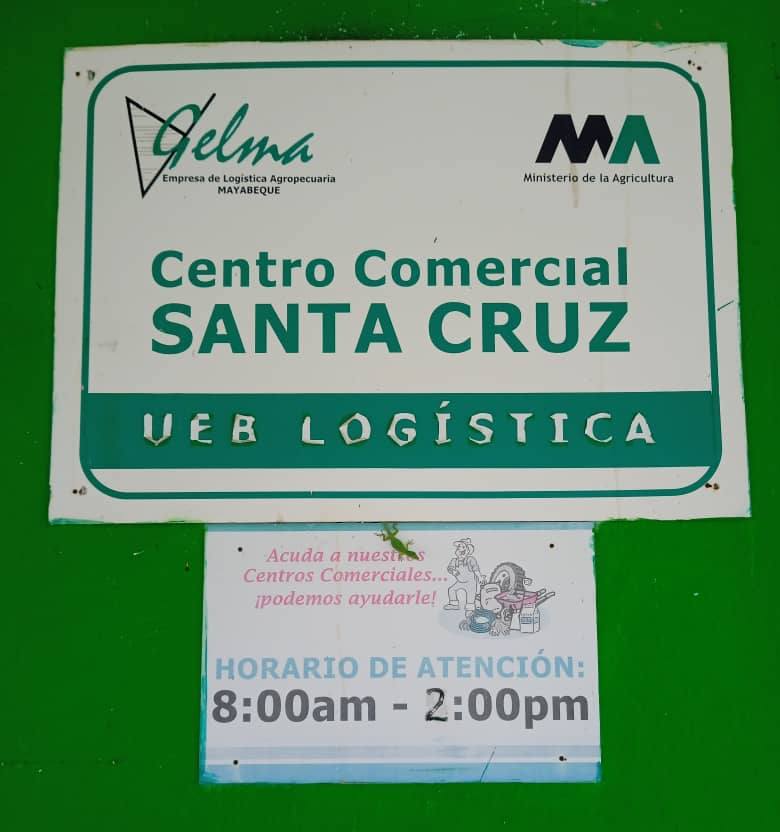 Gelma
Empresa de Logística Agropecuaria
MAYABEQUE
MA
Ministerio de la Agricultura
Centro Comercial
SANTA CRUZ
UEB LOGÍSTICA
Acuda a nuestros
Centros Comerciales...
¡podemos ayudarle!
HORARIO DE ATENCIÓN:
8:00am - 2:00pm